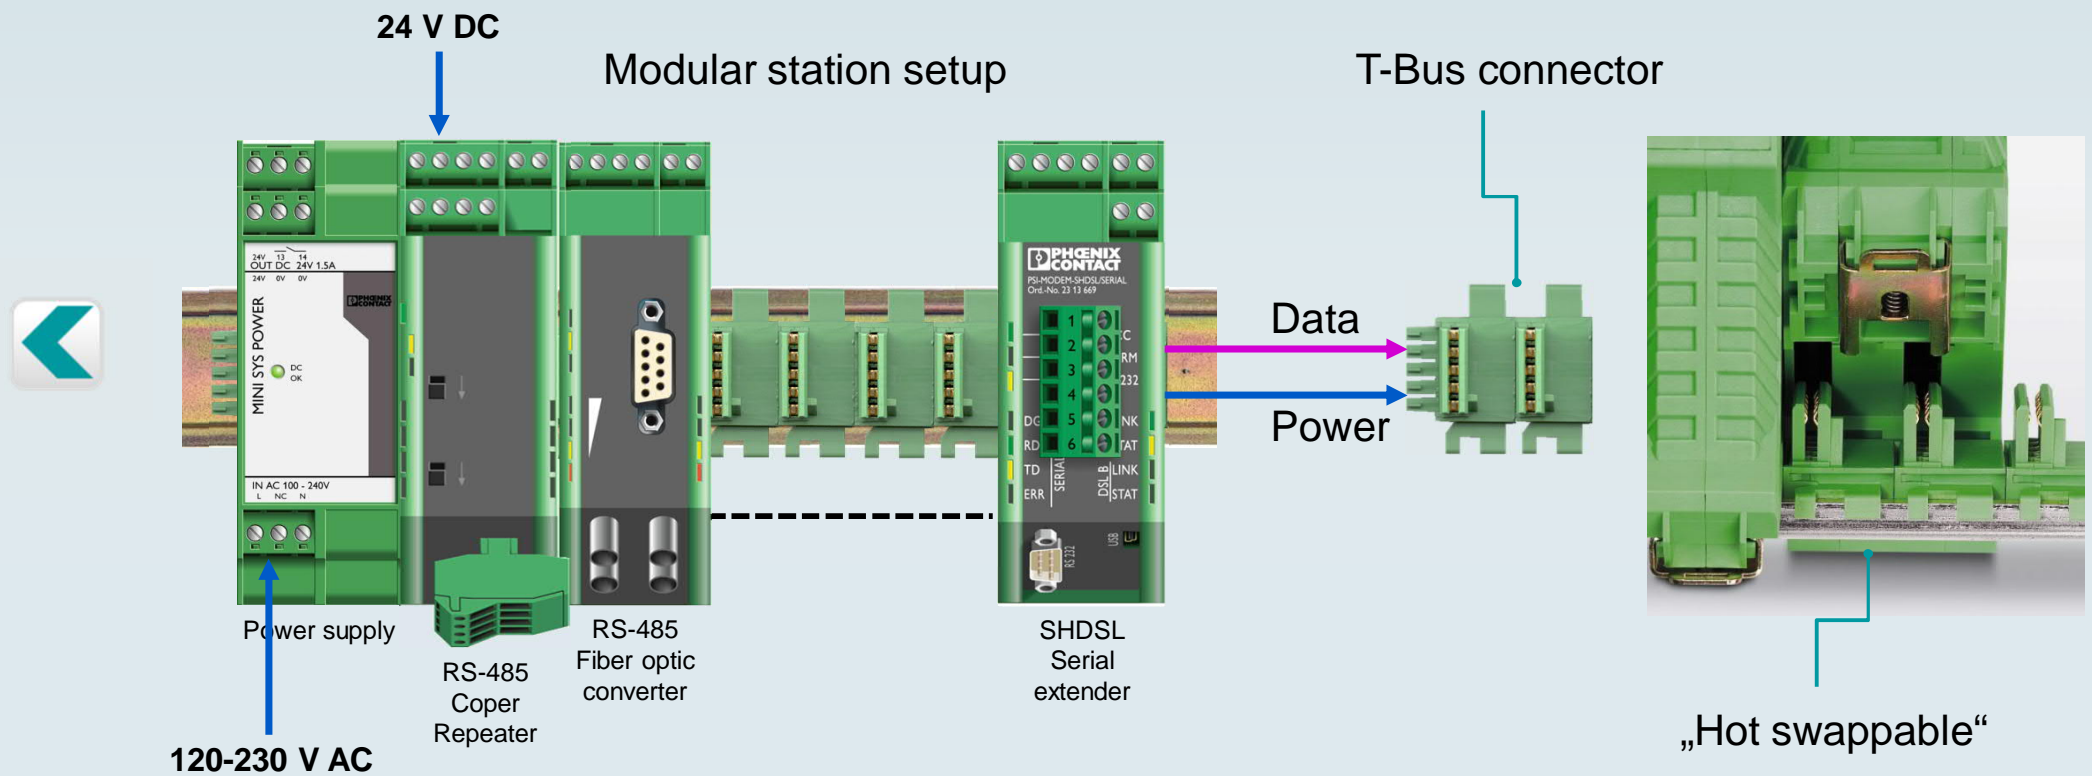 24 V DC
Modular station setup
T-Bus connector
24V 13 14
OUT DC 24V 1.5A
24V 0V 0V
MINI SYS POWER
PHŒNIX
CONTACT
DC
OK
IN AC 100 - 240V
L NC N
PHŒNIX
CONTACT
PSI-MODEM-SHDSL/SERIAL
Ord.-No. 23 13 669
1
2
3
4
5
6
CC
RM
232
DG
NK
RD
TAT
TD
LINK
ERR
STAT
SERIAL
DSL B
RS 232
USB
Data
Power
Power supply
RS-485
Coper
Repeater
RS-485
Fiber optic
converter
SHDSL
Serial
extender
120-230 V AC
„Hot swappable“